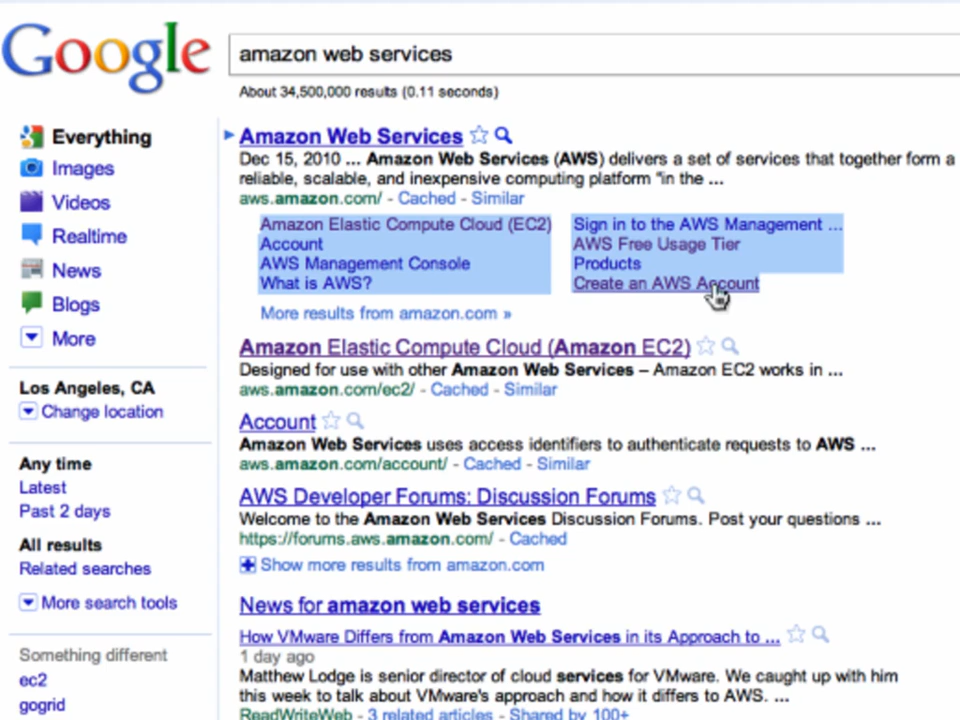 Google
amazon web services
About 34,500,000 results (0.11 seconds)
Everything
Images
Videos
Realtime
News
Blogs
More
Los Angeles, CA
Change location
Any time
Latest
Past 2 days
All results
Related searches
More search tools
Something different
ec2
gogrid
Amazon Web Services
Dec 15, 2010 ... Amazon Web Services (AWS) delivers a set of services that together form a
reliable, scalable, and inexpensive computing platform "in the ...
aws.amazon.com/ - Cached - Similar
Amazon Elastic Compute Cloud (EC2) Sign in to the AWS Management ...
Account AWS Free Usage Tier
AWS Management Console Products
What is AWS? Create an AWS Account
More results from amazon.com »
Amazon Elastic Compute Cloud (Amazon EC2)
Designed for use with other Amazon Web Services – Amazon EC2 works in ...
aws.amazon.com/ec2/ - Cached - Similar
Account
Amazon Web Services uses access identifiers to authenticate requests to AWS ...
aws.amazon.com/account/ - Cached - Similar
AWS Developer Forums: Discussion Forums
Welcome to the Amazon Web Services Discussion Forums. Post your questions ...
https://forums.aws.amazon.com/ - Cached
Show more results from amazon.com
News for amazon web services
How VMware Differs from Amazon Web Services in its Approach to ...
1 day ago
Matthew Lodge is senior director of cloud services for VMware. We caught up with him
this week to talk about VMware's approach and how it differs to AWS. ...
ReadWriteWeb - 3 related articles - Shared by 100+